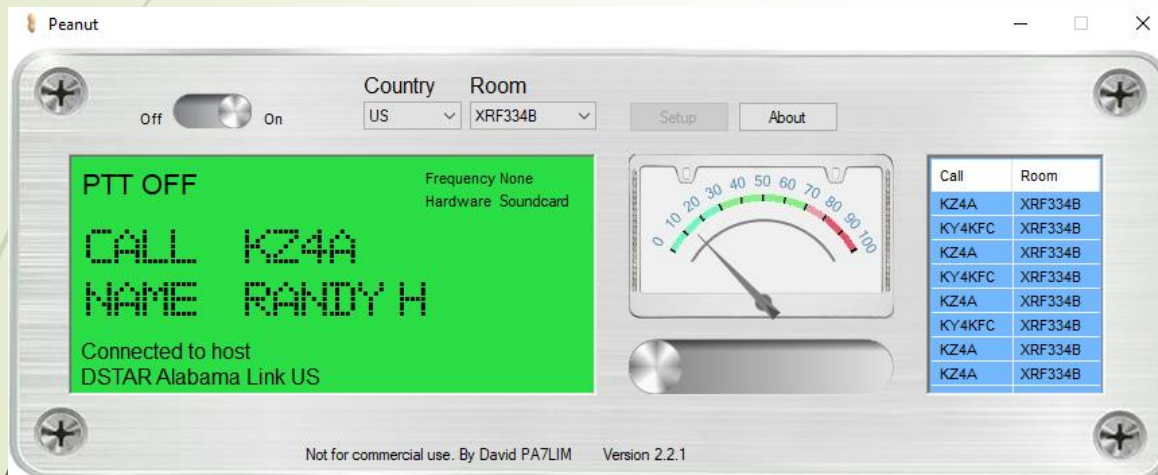 Peanut
Country Room
Off On US XRF334B Setup About
PTT OFF
Frequency None
Hardware Soundcard
CALL KZ4A
NAME RANDY H
Connected to host
DSTAR Alabama Link US
0 10 20 30 40 50 60 70 80 90 100
Call Room
KZ4A XRF334B
KY4KFC XRF334B
KZ4A XRF334B
KY4KFC XRF334B
KZ4A XRF334B
KY4KFC XRF334B
KZ4A XRF334B
KZ4A XRF334B
Not for commercial use. By David PA7LIM Version 2.2.1